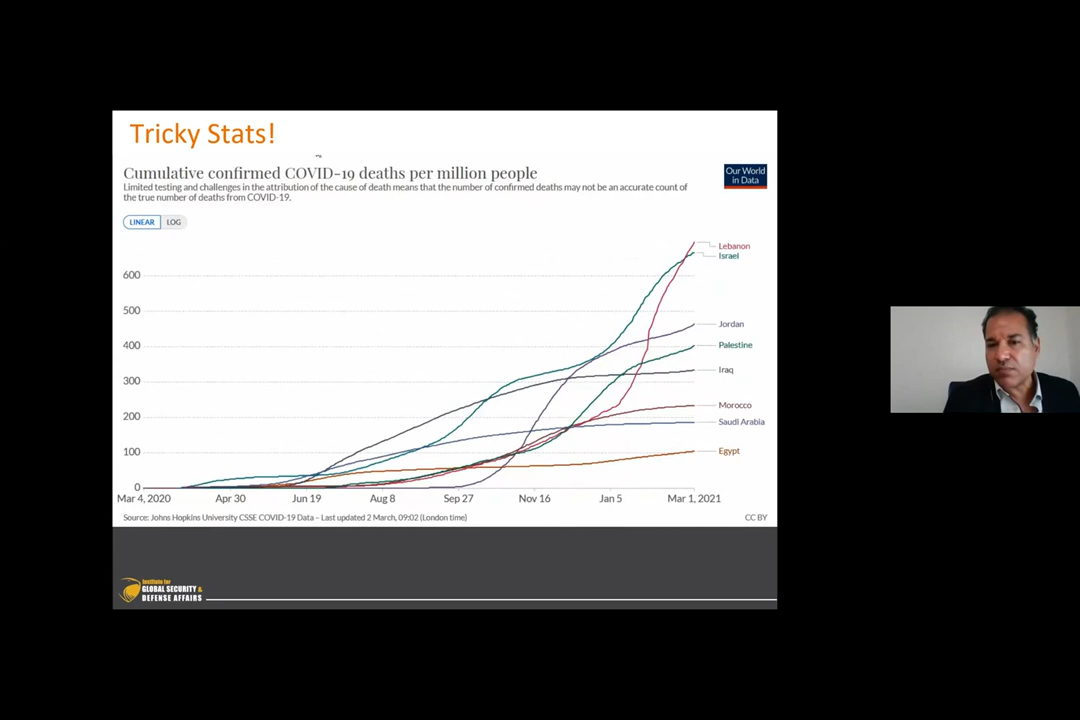 Tricky Stats!
Cumulative confirmed COVID-19 deaths per million people
Our World
in Data
Limited testing and challenges in the attribution of the cause of death means that the number of confirmed deaths may not be an accurate count of
the true number of deaths from COVID-19.
LINEAR LOG
Lebanon
Israel
600
500
Jordan
400
Palestine
Iraq
300
Morocco
200
Saudi Arabia
100
Egypt
0
Mar 4, 2020 Apr 30 Jun 19 Aug 8 Sep 27 Nov 16 Jan 5 Mar 1, 2021
Source: Johns Hopkins University CSSE COVID-19 Data – Last updated 2 March, 09:02 (London time) CC BY
Institute for
GLOBAL SECURITY &
DEFENSE AFFAIRS